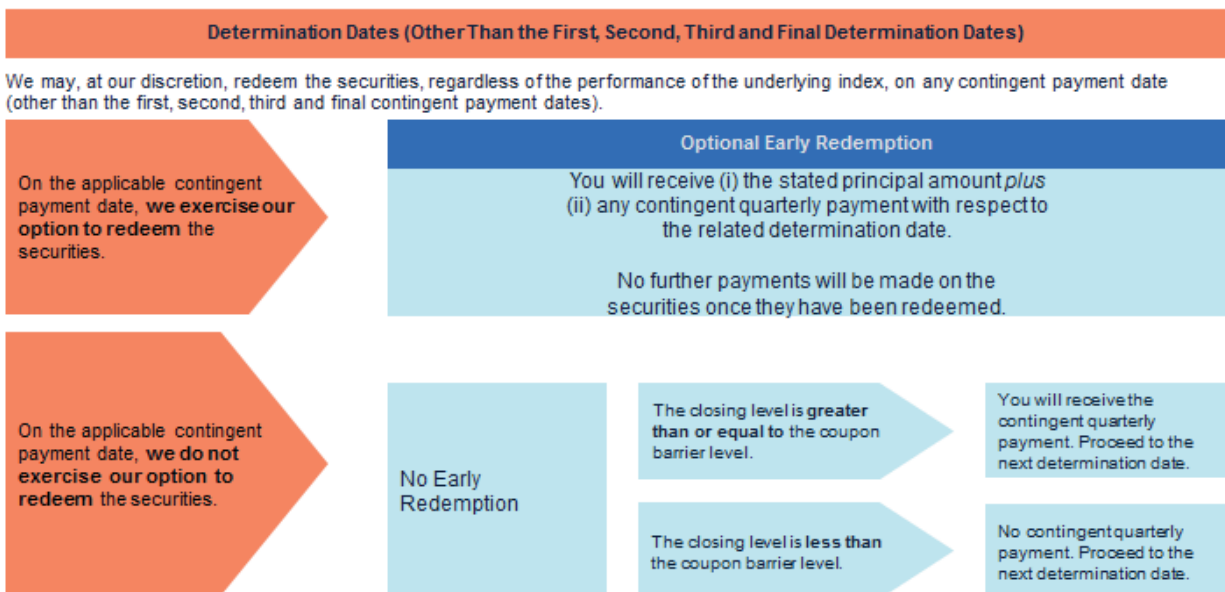 Determination Dates (Other Than the First, Second, Third and Final Determination Dates)
We may, at our discretion, redeem the securities, regardless of the performance of the underlying index, on any contingent payment date
(other than the first, second, third and final contingent payment dates).
On the applicable contingent
payment date, we exercise our
option to redeem the
securities.
Optional Early Redemption
You will receive (i) the stated principal amount plus
(ii) any contingent quarterly payment with respect to
the related determination date.
No further payments will be made on the
securities once they have been redeemed.
On the applicable contingent
payment date, we do not
exercise our option to
redeem the securities.
No Early
Redemption
The closing level is greater
than or equal to the coupon
barrier level.
You will receive the
contingent quarterly
payment. Proceed to the
next determination date.
The closing level is less than
the coupon barrier level.
No contingent quarterly
payment. Proceed to the
next determination date.